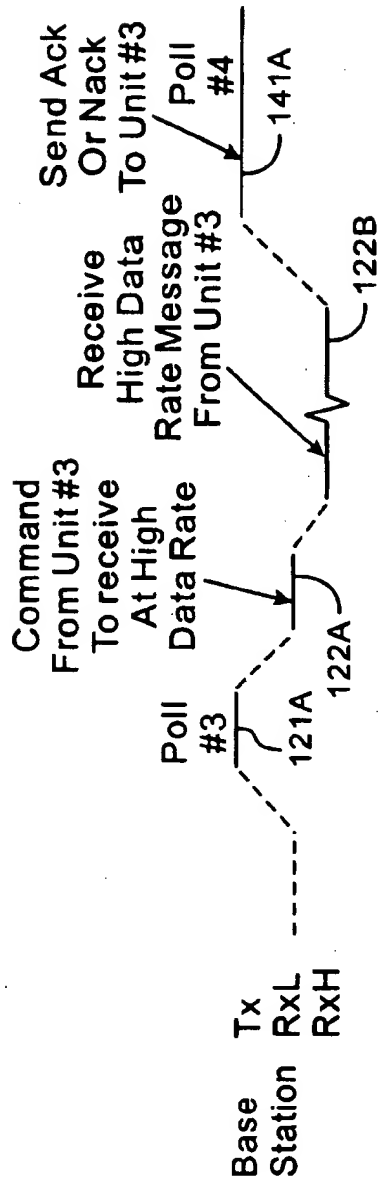 Base
Station
Tx
RxL
RxH
Poll
#3
121A
Command
From Unit #3
To receive
At High
Data Rate
122A
Receive
High Data
Rate Message
From Unit #3
122B
Send Ack
Or Nack
To Unit #3
Poll
#4
141A